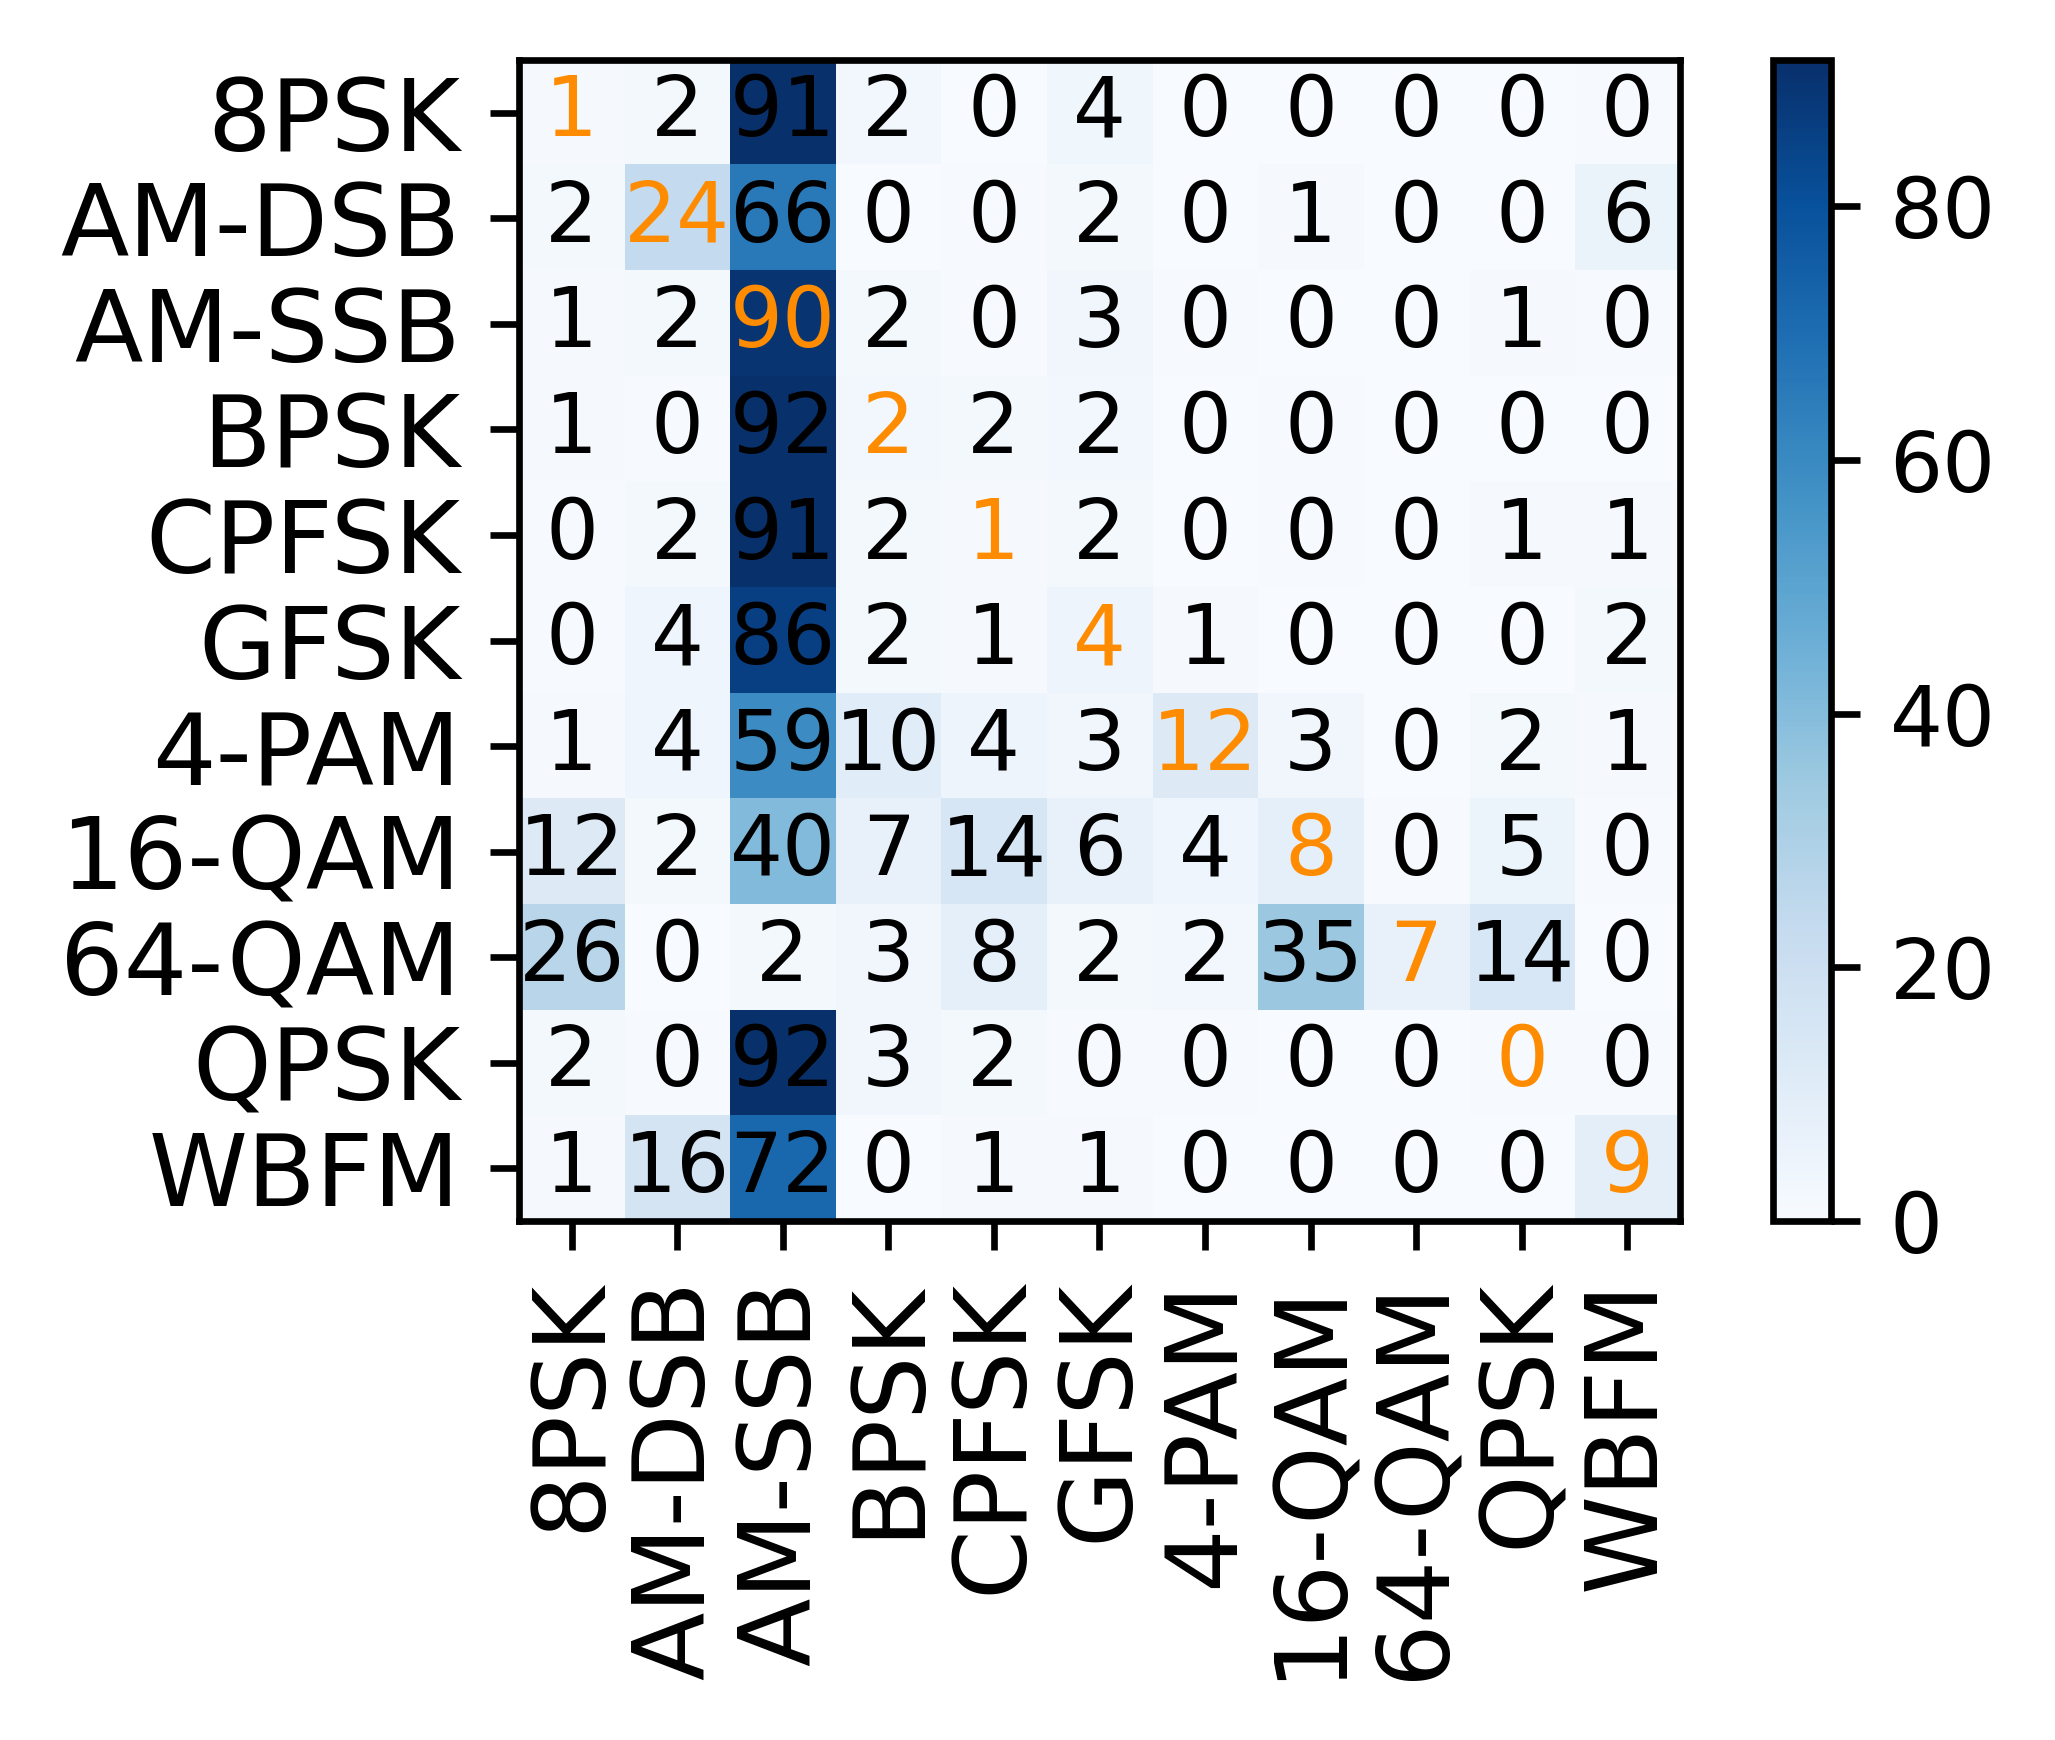 8PSK 1 2 91 2 0 4 0 0 0 0 0
AM-DSB 2 24 66 0 0 2 0 1 0 0 6
AM-SSB 1 2 90 2 0 3 0 0 0 1 0
BPSK 1 0 92 2 2 2 0 0 0 0 0
CPFSK 0 2 91 2 1 2 0 0 0 1 1
GFSK 0 4 86 2 1 4 1 0 0 0 2
4-PAM 1 4 59 10 4 3 12 3 0 2 1
16-QAM 12 2 40 7 14 6 4 8 0 5 0
64-QAM 26 0 2 3 8 2 2 35 7 14 0
QPSK 2 0 92 3 2 0 0 0 0 0 0
WBFM 1 16 72 0 1 1 0 0 0 0 9
8PSK
AM-DSB
AM-SSB
BPSK
CPFSK
GFSK
4-PAM
16-QAM
64-QAM
QPSK
WBFM
80
60
40
20
0